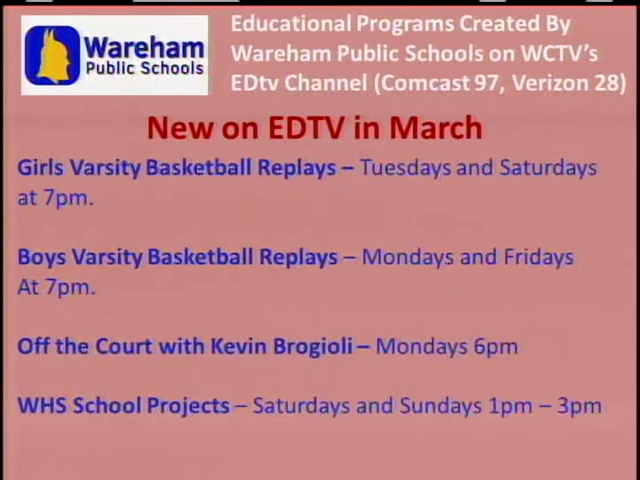 Wareham
Public Schools
Educational Programs Created By
Wareham Public Schools on WCTV's
EDtv Channel (Comcast 97, Verizon 28)
New on EDTV in March
Girls Varsity Basketball Replays – Tuesdays and Saturdays
at 7pm.
Boys Varsity Basketball Replays – Mondays and Fridays
At 7pm.
Off the Court with Kevin Brogioli – Mondays 6pm
WHS School Projects – Saturdays and Sundays 1pm – 3pm